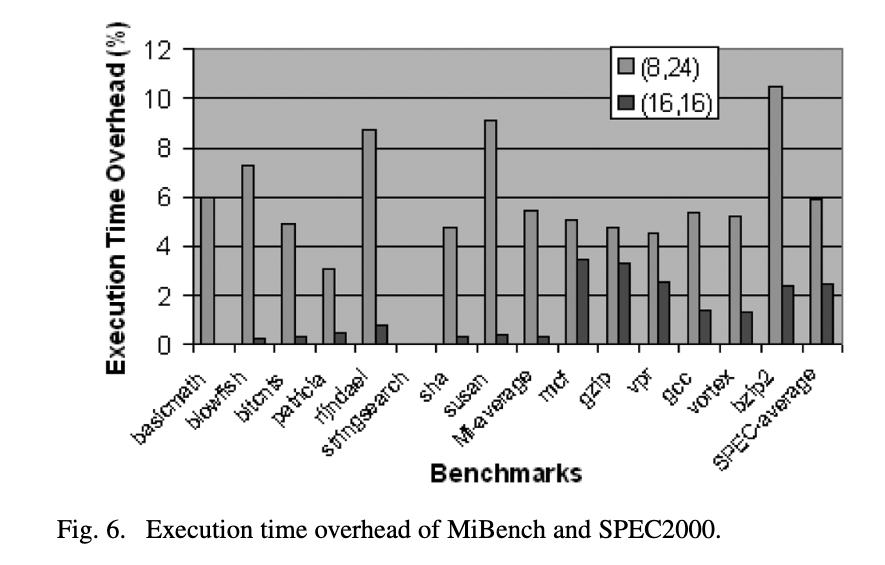 Execution Time Overhead (%)
12
10
8
6
4
2
0
(8,24)
(16,16)
basicmath
blowfish
bitcnts
patricia
rijndael
stringsearch
sha
susan
Mi-average
mcf
gzip
vpr
gcc
vortex
bzip2
SPEC-average
Benchmarks
Fig. 6. Execution time overhead of MiBench and SPEC2000.